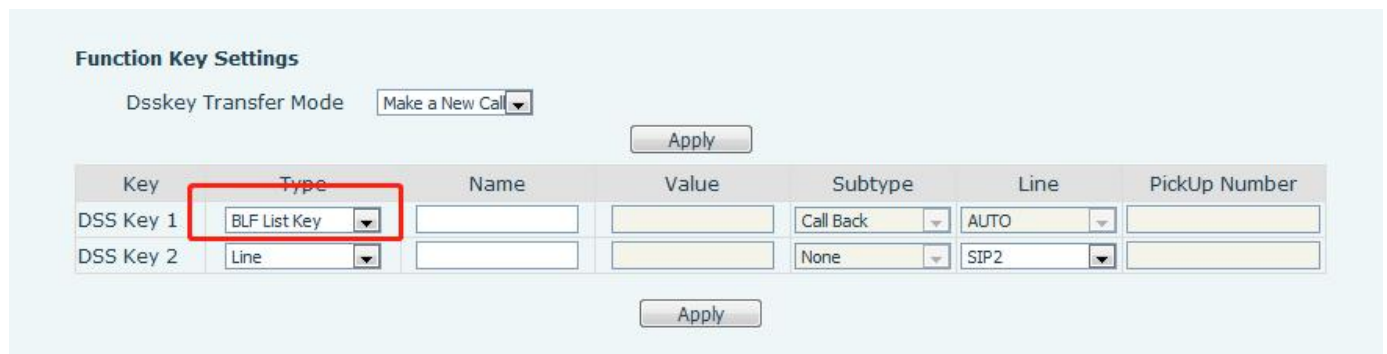 Function Key Settings
Dsskey Transfer Mode Make a New Call
Apply
Key Type Name Value Subtype Line PickUp Number
DSS Key 1 BLF List Key Call Back AUTO
DSS Key 2 Line None SIP2
Apply